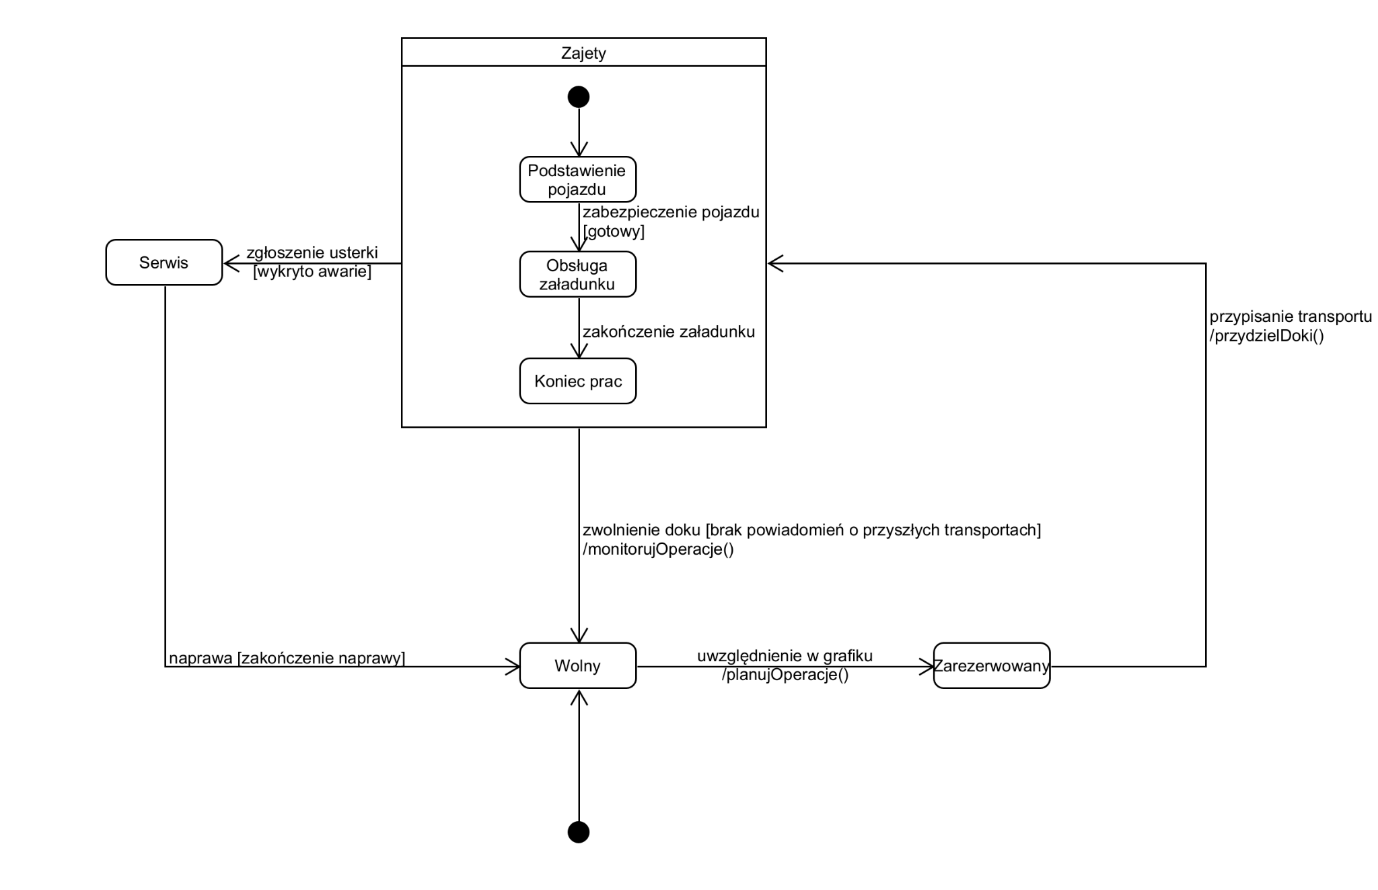 Zajety
Podstawienie
pojazdu
zabezpieczenie pojazdu
[gotowy]
Obsługa
załadunku
zakończenie załadunku
Koniec prac
zgłoszenie usterki
[wykryto awarie]
Serwis
przypisanie transportu
/przydzielDoki()
zwolnienie doku [brak powiadomień o przyszłych transportach]
/monitorujOperacje()
naprawa [zakończenie naprawy]
Wolny
uwzględnienie w grafiku
/planujOperacje()
Zarezerwowany